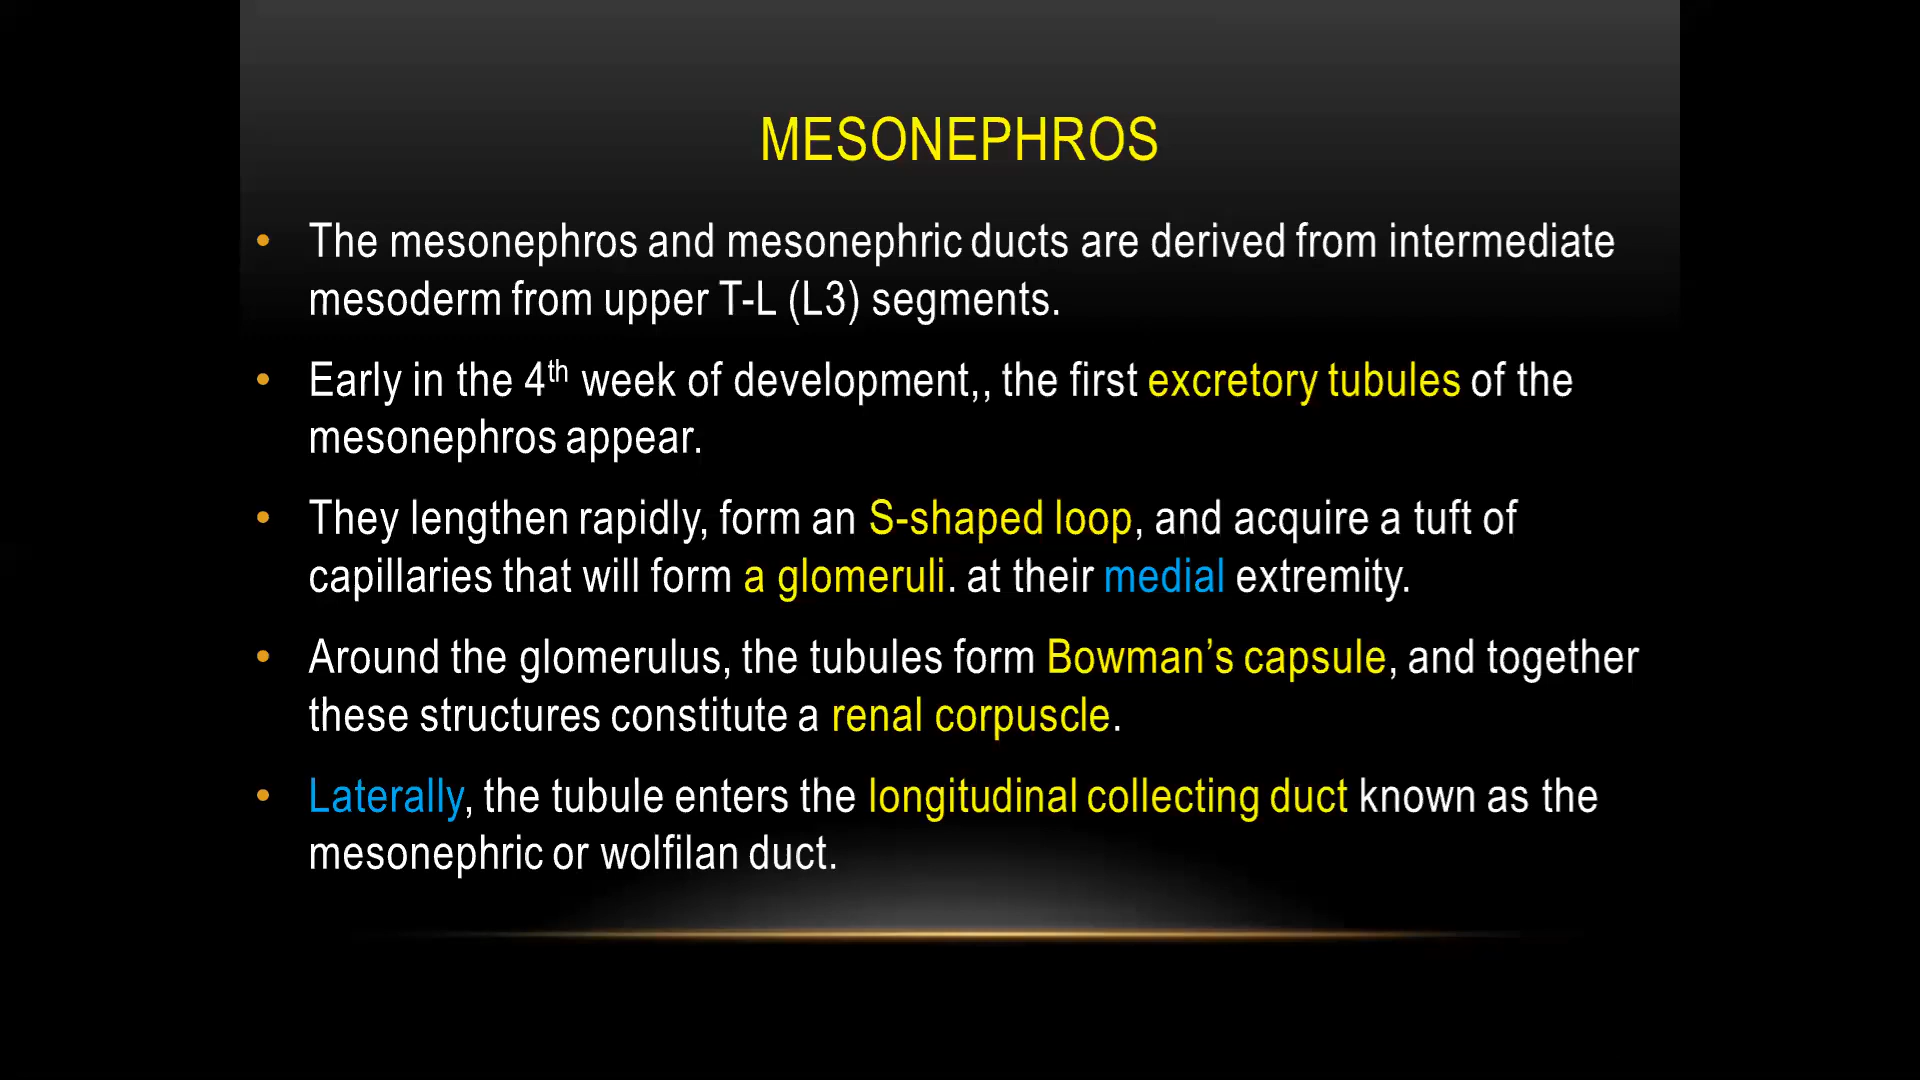 MESONEPHROS
• The mesonephros and mesonephric ducts are derived from intermediate
mesoderm from upper T-L (L3) segments.
• Early in the 4th week of development,, the first excretory tubules of the
mesonephros appear.
• They lengthen rapidly, form an S-shaped loop, and acquire a tuft of
capillaries that will form a glomeruli. at their medial extremity.
• Around the glomerulus, the tubules form Bowman’s capsule, and together
these structures constitute a renal corpuscle.
• Laterally, the tubule enters the longitudinal collecting duct known as the
mesonephric or wolfilan duct.